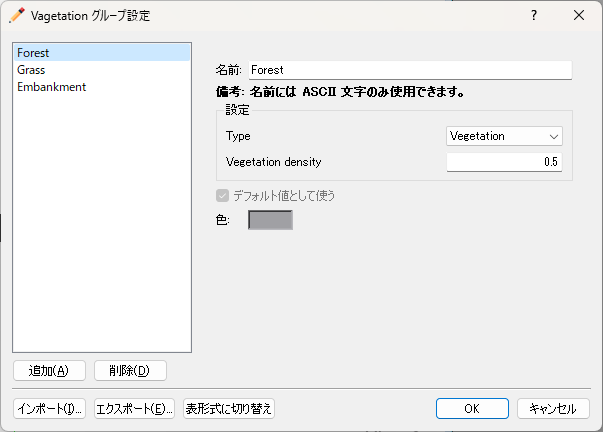 Vagetation グループ設定
?
Forest
Grass
Embankment
名前: Forest
備考: 名前には ASCII 文字のみ使用できます。
設定
Type Vegetation
Vegetation density 0.5
デフォルト値として使う
色:
追加(A) 削除(D)
インポート(I)... エクスポート(E)... 表形式に切り替え OK キャンセル